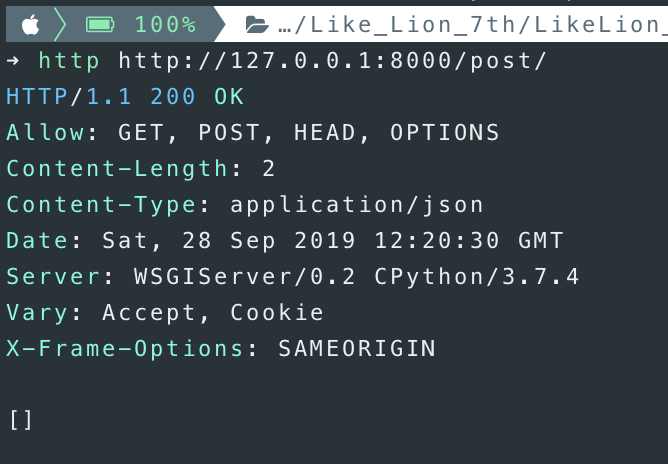 100% …/Like_Lion_7th/LikeLion_
→ http http://127.0.0.1:8000/post/
HTTP/1.1 200 OK
Allow: GET, POST, HEAD, OPTIONS
Content-Length: 2
Content-Type: application/json
Date: Sat, 28 Sep 2019 12:20:30 GMT
Server: WSGIServer/0.2 CPython/3.7.4
Vary: Accept, Cookie
X-Frame-Options: SAMEORIGIN
[]